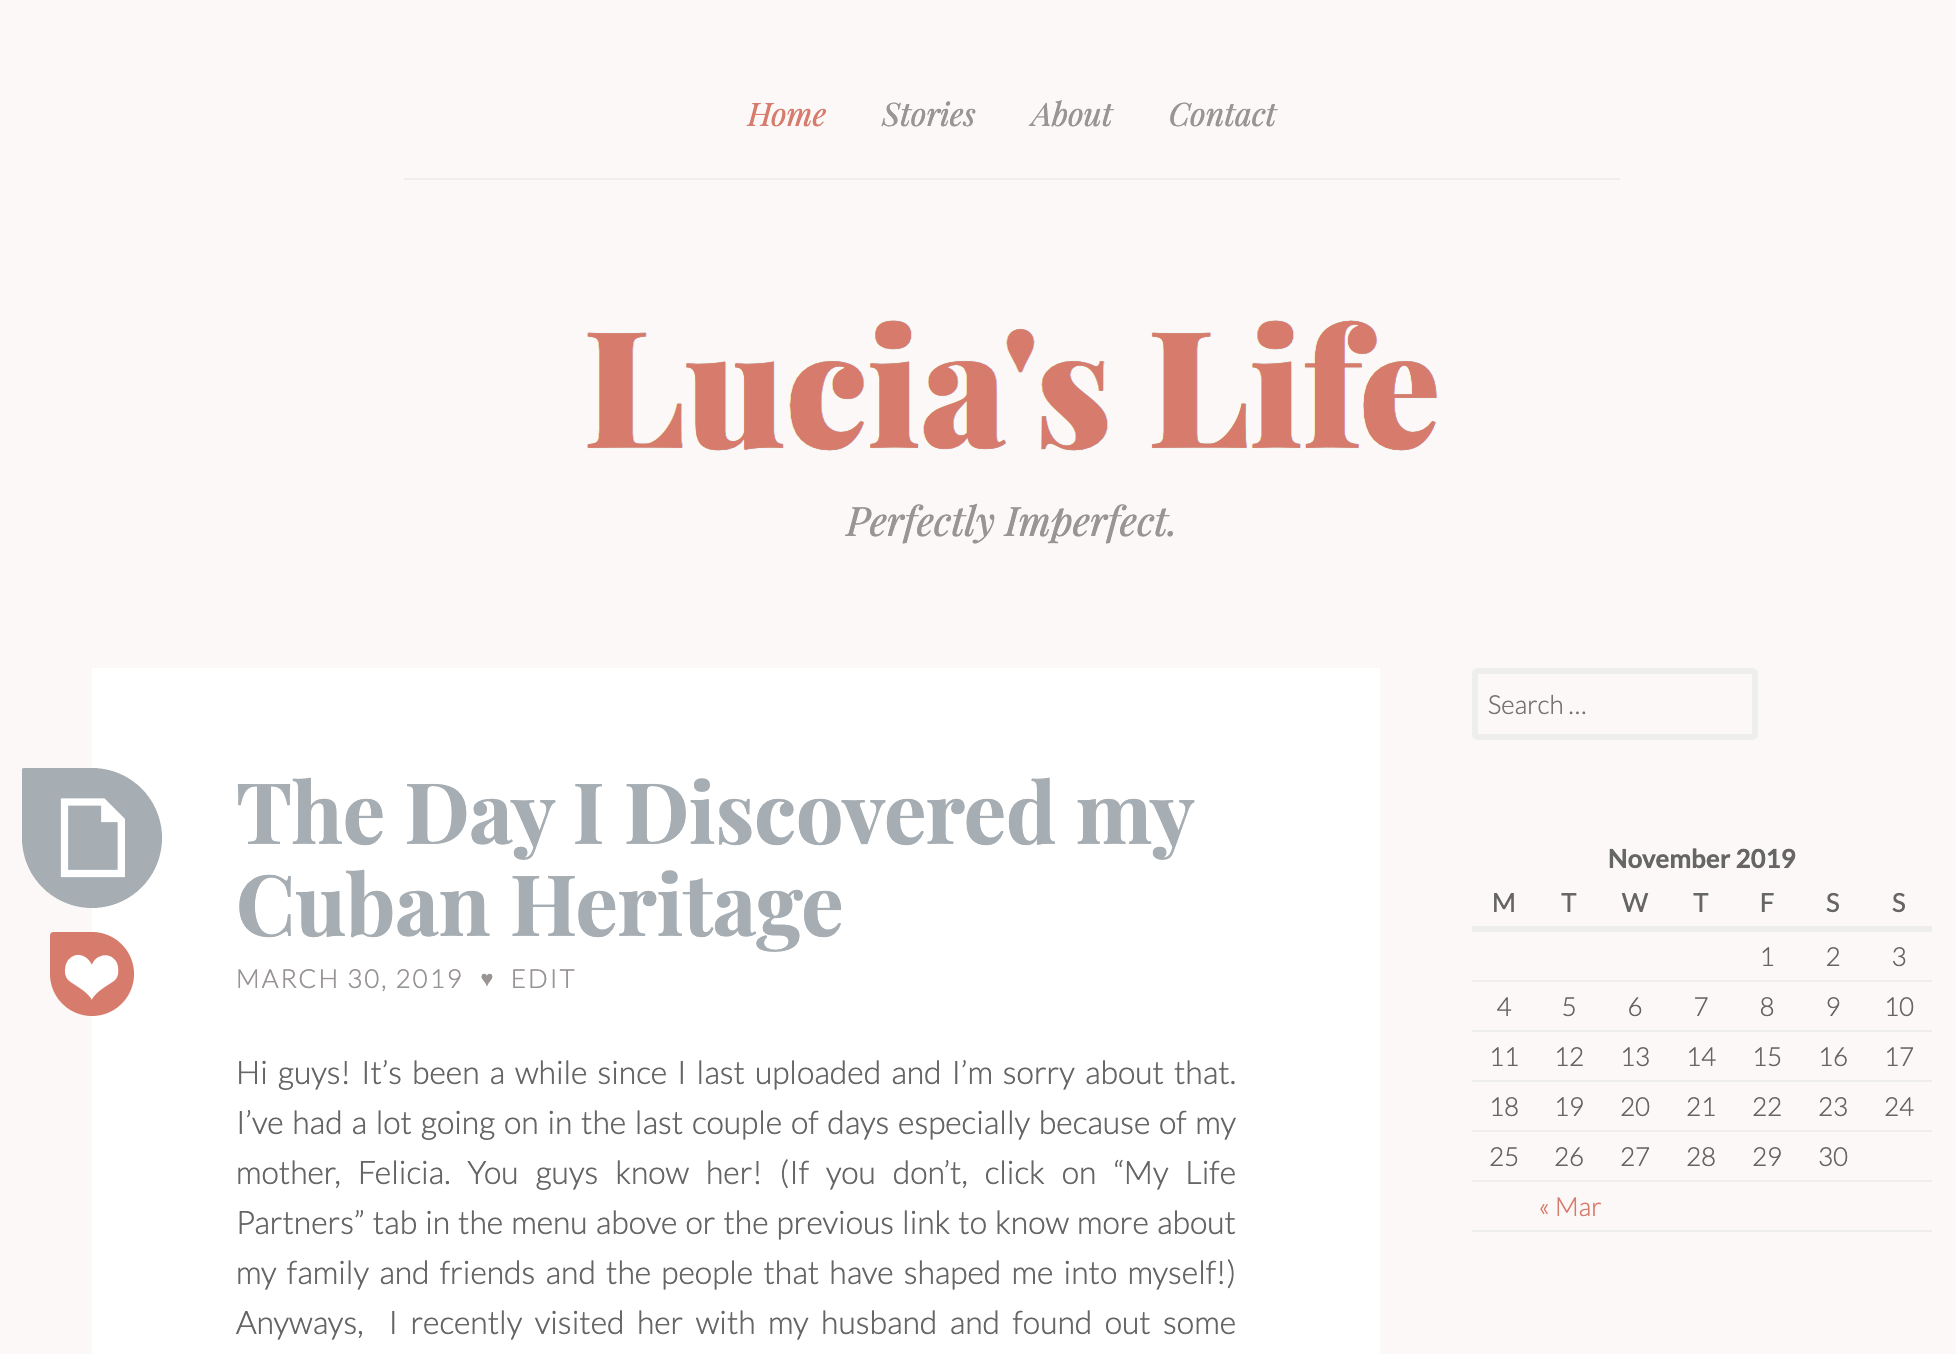 Home Stories About Contact
Lucia's Life
Perfectly Imperfect.
The Day I Discovered my
Cuban Heritage
MARCH 30, 2019 ♥ EDIT
Hi guys! It’s been a while since I last uploaded and I’m sorry about that.
I’ve had a lot going on in the last couple of days especially because of my
mother, Felicia. You guys know her! (If you don’t, click on “My Life
Partners” tab in the menu above or the previous link to know more about
my family and friends and the people that have shaped me into myself!)
Anyways, I recently visited her with my husband and found out some
Search …
November 2019
M T W T F S S
1 2 3
4 5 6 7 8 9 10
11 12 13 14 15 16 17
18 19 20 21 22 23 24
25 26 27 28 29 30
« Mar